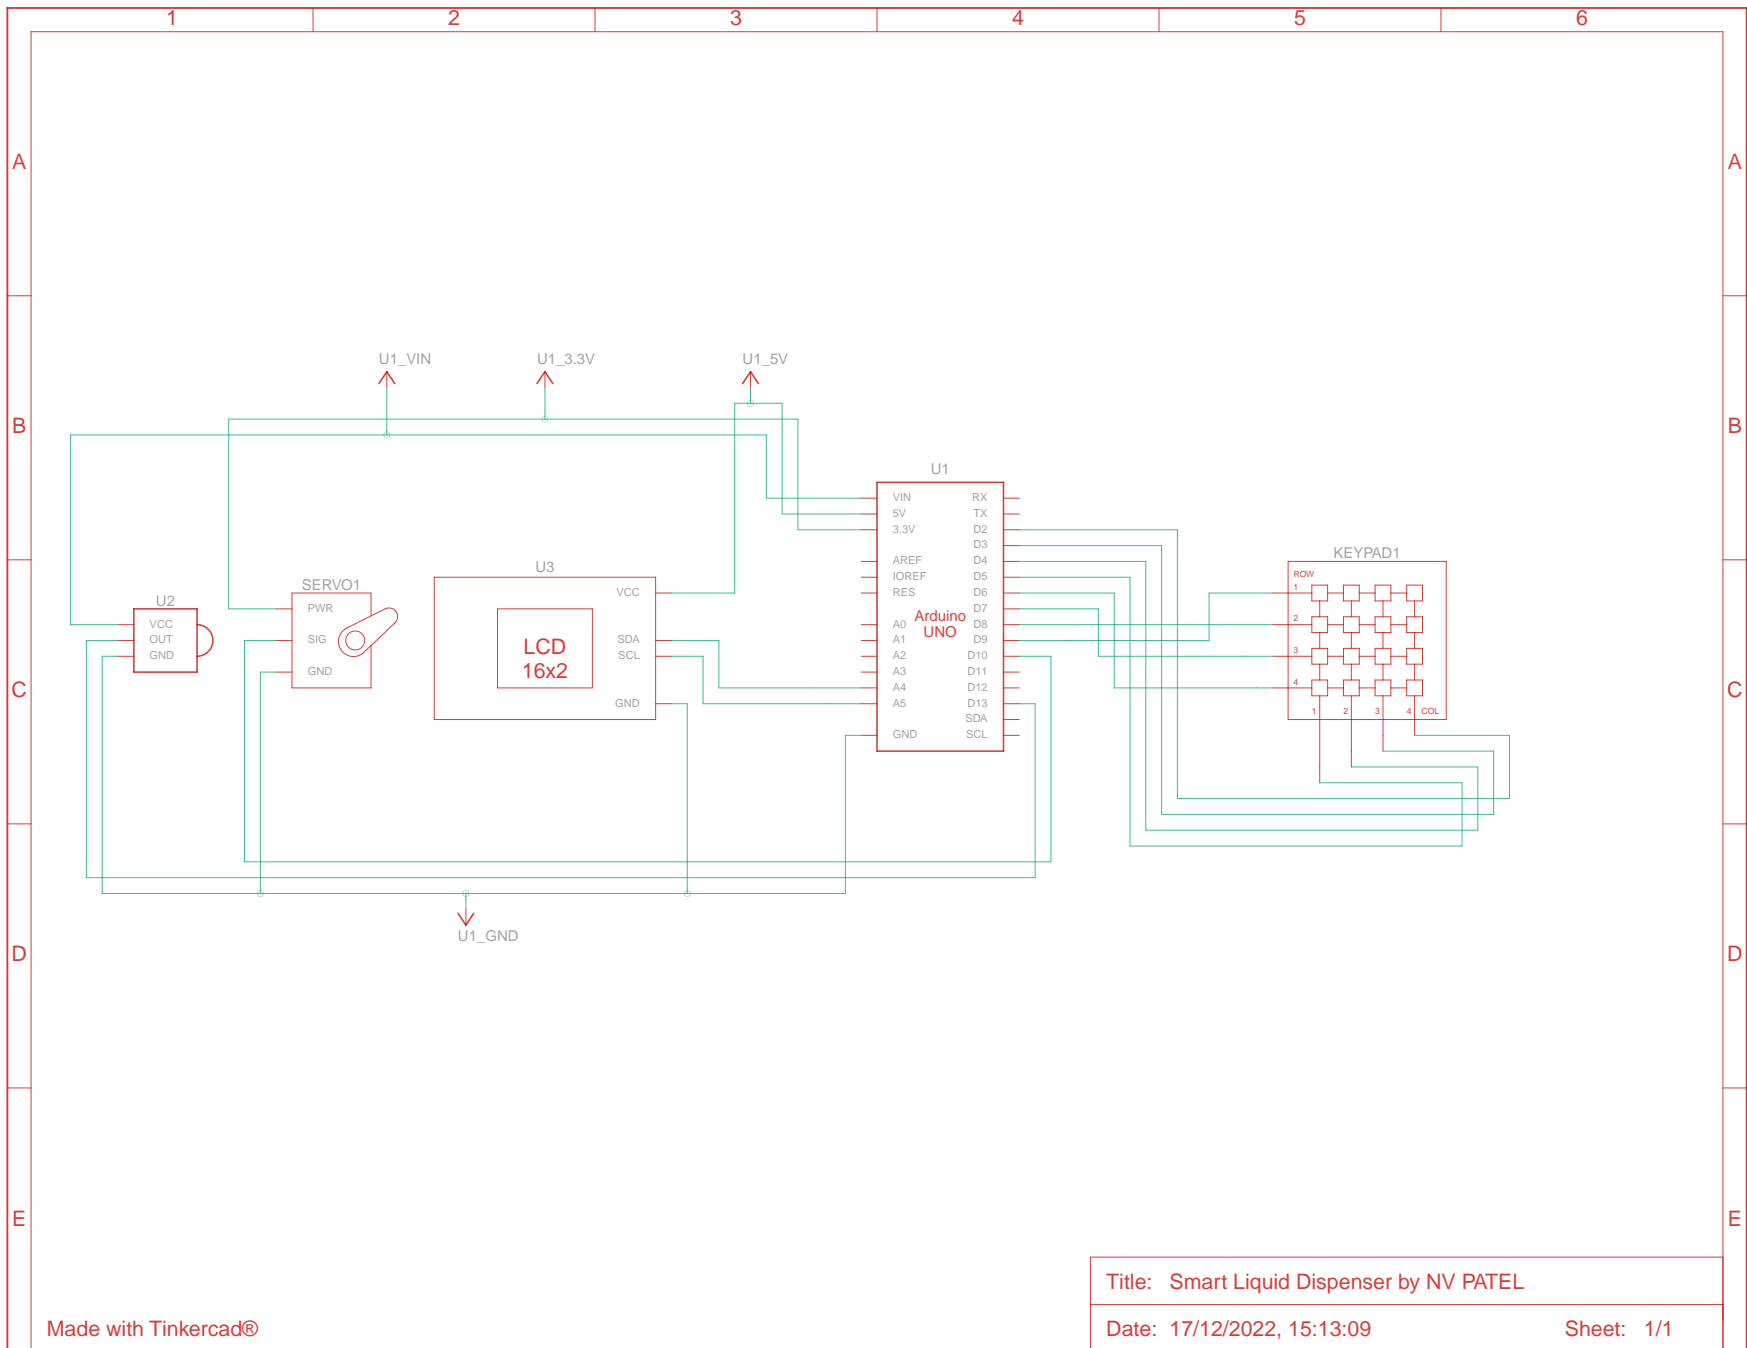 1 2 3 4 5 6
A A
B B
C C
D D
E E
U1_VIN
U1_3.3V
U1_5V
U2
VCC
OUT
GND
SERVO1
PWR
SIG
GND
U3
LCD
16x2
VCC
SDA
SCL
GND
U1
Arduino
UNO
VIN RX
5V TX
3.3V D2
D3
AREF D4
IOREF D5
RES D6
D7
A0 D8
A1 D9
A2 D10
A3 D11
A4 D12
A5 D13
SDA
GND SCL
KEYPAD1
ROW
1
2
3
4
1 2 3 4 COL
U1_GND
Title: Smart Liquid Dispenser by NV PATEL
Date: 17/12/2022, 15:13:09 Sheet: 1/1
Made with Tinkercad®